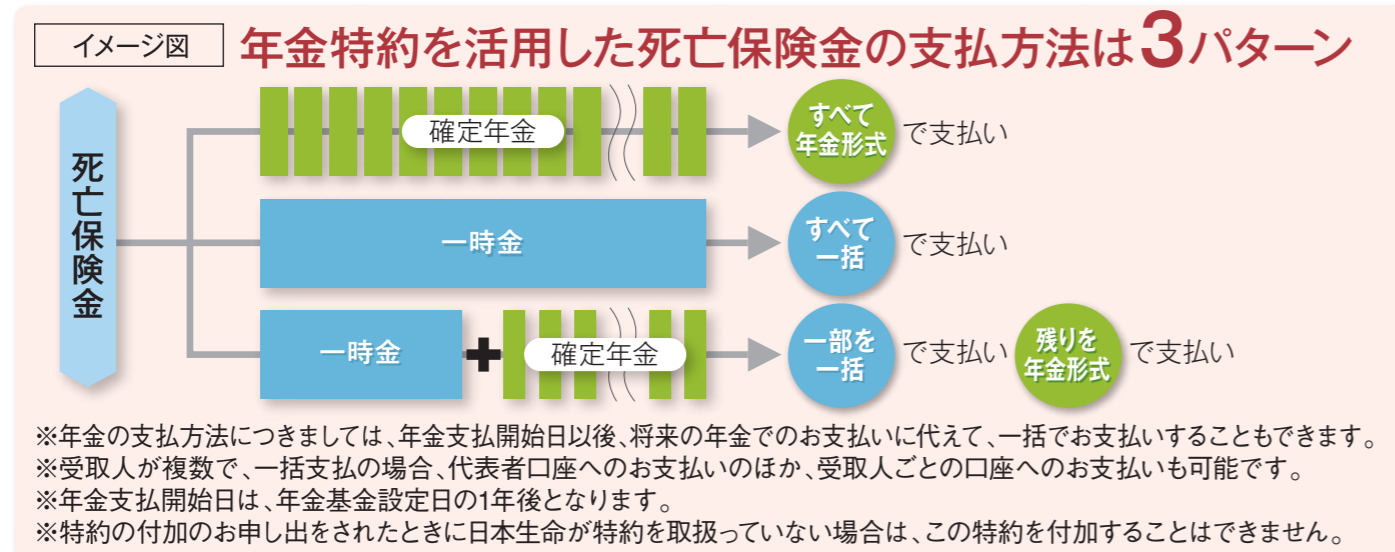 イメージ図
年金特約を活用した死亡保険金の支払方法は3パターン
死亡保険金
確定年金
すべて
年金形式
で支払い
一時金
すべて
一括
で支払い
一時金
+
確定年金
一部を
一括
で支払い
残りを
年金形式
で支払い
※年金の支払方法につきましては、年金支払開始日以後、将来の年金でのお支払いに代えて、一括でお支払いすることもできます。
※受取人が複数で、一括支払の場合、代表者口座へのお支払いのほか、受取人ごとの口座へのお支払いも可能です。
※年金支払開始日は、年金基金設定日の1年後となります。
※特約の付加のお申し出をされたときに日本生命が特約を取扱っていない場合は、この特約を付加することはできません。